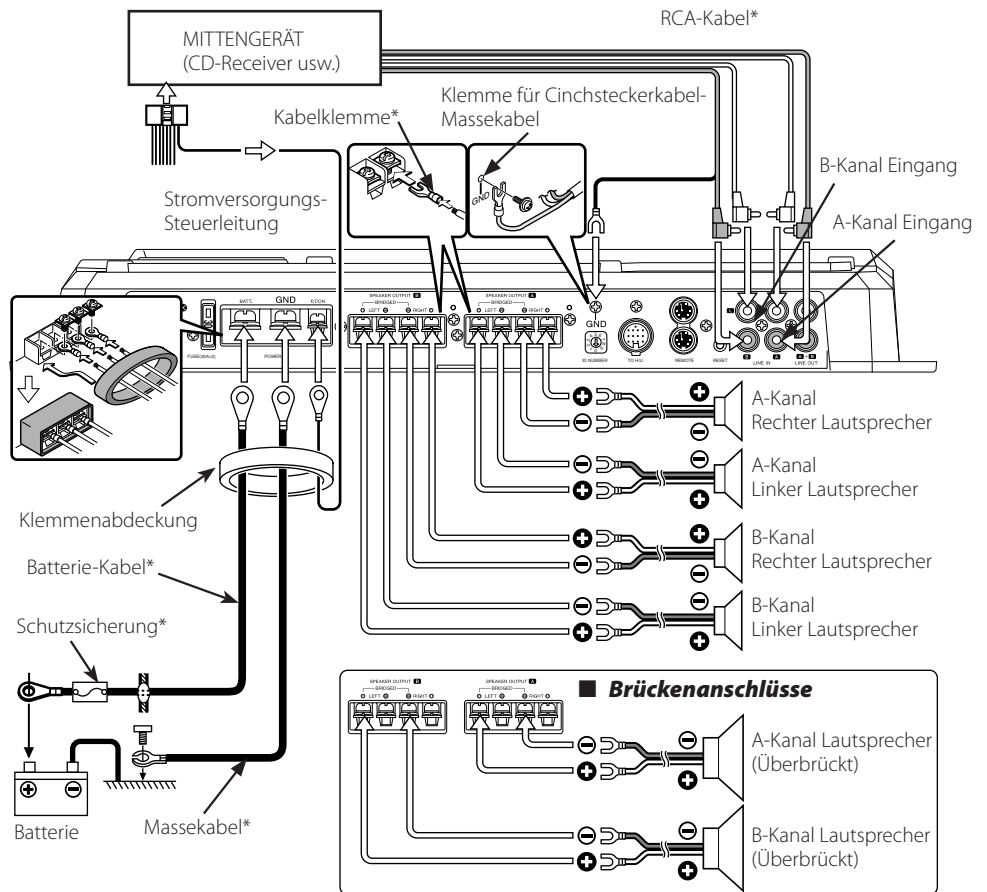 RCA-Kabel*
MITTENGERÄT
(CD-Receiver usw.)
Klemme für Cinchsteckerkabel-
Massekabel
Kabelklemme*
B-Kanal Eingang
Stromversorgungs-
Steuerleitung
GND
A-Kanal Eingang
SPEAKER OUTPUT B
BRIDGED
LEFT
RIGHT
SPEAKER OUTPUT A
BRIDGED
LEFT
RIGHT
BATT.
GND
P.CON
FUSE(30A×2)
POWER
GND
ID NUMBER
TO H/U
REMOTE
RESET
B
A
LINE IN
A + B
LINE OUT
A-Kanal
Rechter Lautsprecher
A-Kanal
Linker Lautsprecher
Klemmenabdeckung
B-Kanal
Rechter Lautsprecher
Batterie-Kabel*
B-Kanal
Linker Lautsprecher
Schutzsicherung*
■ Brückenanschlüsse
SPEAKER OUTPUT B
BRIDGED
LEFT
RIGHT
SPEAKER OUTPUT A
BRIDGED
LEFT
RIGHT
A-Kanal Lautsprecher
(Überbrückt)
Batterie
Massekabel*
B-Kanal Lautsprecher
(Überbrückt)